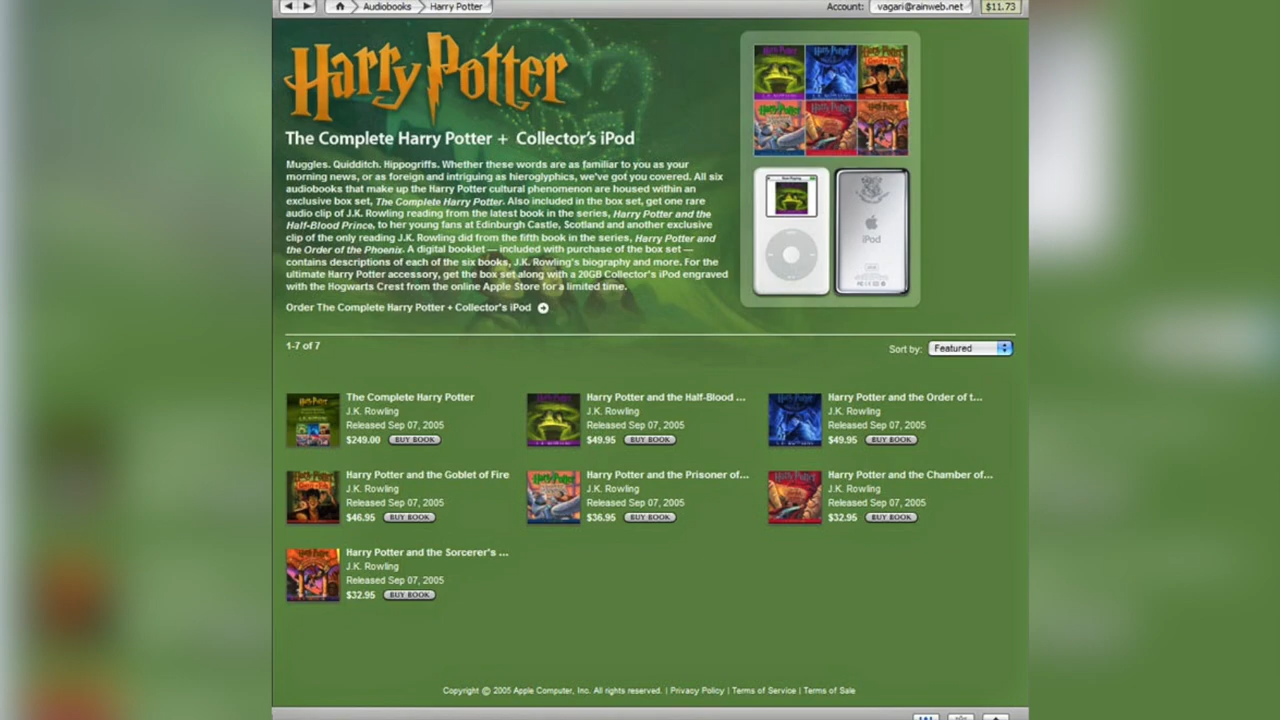 Audiobooks
Harry Potter
Account:
vagari@rainweb.net
$11.73
Harry Potter
The Complete Harry Potter + Collector's iPod
Muggles. Quidditch. Hippogriffs. Whether these words are as familiar to you as your
morning news, or as foreign and intriguing as hieroglyphics, we've got you covered. All six
audiobooks that make up the Harry Potter cultural phenomenon are housed within an
exclusive box set, The Complete Harry Potter. Also included in the box set, get one rare
audio clip of J.K. Rowling reading from the latest book in the series, Harry Potter and the
Half-Blood Prince, to her young fans at Edinburgh Castle, Scotland and another exclusive
clip of the only reading J.K. Rowling did from the fifth book in the series, Harry Potter and
the Order of the Phoenix. A digital booklet — included with purchase of the box set —
contains descriptions of each of the six books, J.K. Rowling's biography and more. For the
ultimate Harry Potter accessory, get the box set along with a 20GB Collector's iPod engraved
with the Hogwarts Crest from the online Apple Store for a limited time.
Order The Complete Harry Potter + Collector's iPod
iPod
1-7 of 7
Sort by:
Featured
The Complete Harry Potter
J.K. Rowling
Released Sep 07, 2005
$249.00 BUY BOOK
Harry Potter and the Half-Blood ...
J.K. Rowling
Released Sep 07, 2005
$49.95 BUY BOOK
Harry Potter and the Order of t...
J.K. Rowling
Released Sep 07, 2005
$49.95 BUY BOOK
Harry Potter and the Goblet of Fire
J.K. Rowling
Released Sep 07, 2005
$46.95 BUY BOOK
Harry Potter and the Prisoner of...
J.K. Rowling
Released Sep 07, 2005
$36.95 BUY BOOK
Harry Potter and the Chamber of...
J.K. Rowling
Released Sep 07, 2005
$32.95 BUY BOOK
Harry Potter and the Sorcerer's ...
J.K. Rowling
Released Sep 07, 2005
$32.95 BUY BOOK
Copyright © 2005 Apple Computer, Inc. All rights reserved. | Privacy Policy | Terms of Service | Terms of Sale